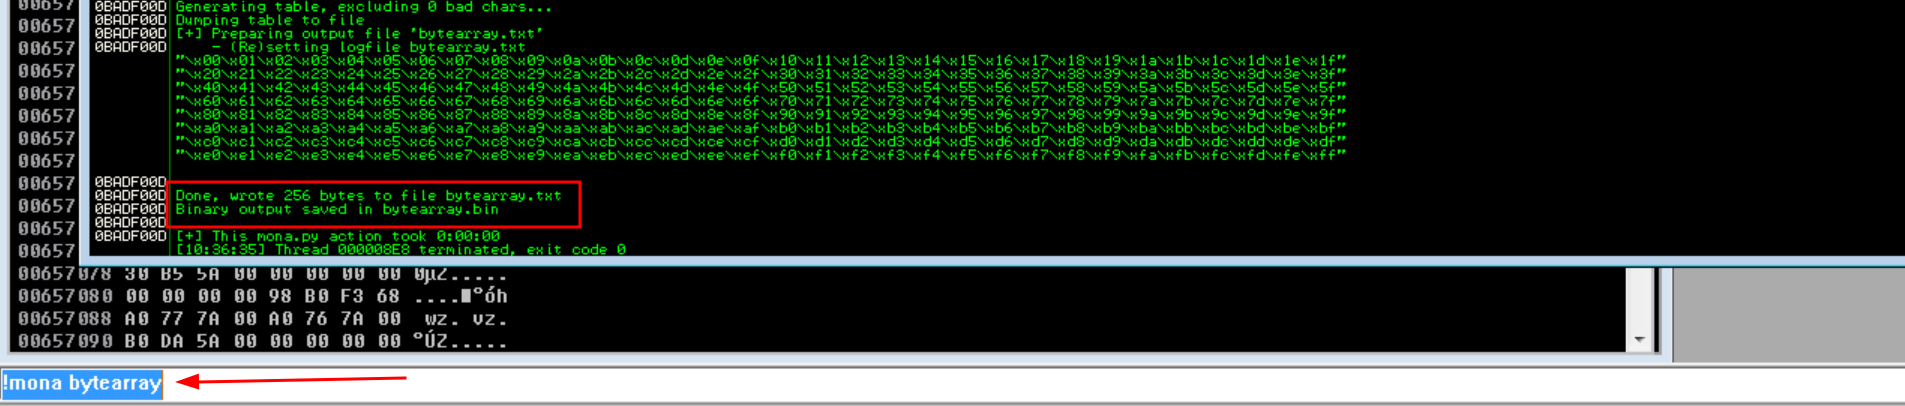 00657 0BADF00D Generating table, excluding 0 bad chars...
0BADF00D Dumping table to file
00657 0BADF00D [+] Preparing output file 'bytearray.txt'
00657 0BADF00D - (Re)setting logfile bytearray.txt
"\x00\x01\x02\x03\x04\x05\x06\x07\x08\x09\x0a\x0b\x0c\x0d\x0e\x0f\x10\x11\x12\x13\x14\x15\x16\x17\x18\x19\x1a\x1b\x1c\x1d\x1e\x1f"
00657 "\x20\x21\x22\x23\x24\x25\x26\x27\x28\x29\x2a\x2b\x2c\x2d\x2e\x2f\x30\x31\x32\x33\x34\x35\x36\x37\x38\x39\x3a\x3b\x3c\x3d\x3e\x3f"
00657 "\x40\x41\x42\x43\x44\x45\x46\x47\x48\x49\x4a\x4b\x4c\x4d\x4e\x4f\x50\x51\x52\x53\x54\x55\x56\x57\x58\x59\x5a\x5b\x5c\x5d\x5e\x5f"
"\x60\x61\x62\x63\x64\x65\x66\x67\x68\x69\x6a\x6b\x6c\x6d\x6e\x6f\x70\x71\x72\x73\x74\x75\x76\x77\x78\x79\x7a\x7b\x7c\x7d\x7e\x7f"
00657 "\x80\x81\x82\x83\x84\x85\x86\x87\x88\x89\x8a\x8b\x8c\x8d\x8e\x8f\x90\x91\x92\x93\x94\x95\x96\x97\x98\x99\x9a\x9b\x9c\x9d\x9e\x9f"
"\xa0\xa1\xa2\xa3\xa4\xa5\xa6\xa7\xa8\xa9\xaa\xab\xac\xad\xae\xaf\xb0\xb1\xb2\xb3\xb4\xb5\xb6\xb7\xb8\xb9\xba\xbb\xbc\xbd\xbe\xbf"
00657 "\xc0\xc1\xc2\xc3\xc4\xc5\xc6\xc7\xc8\xc9\xca\xcb\xcc\xcd\xce\xcf\xd0\xd1\xd2\xd3\xd4\xd5\xd6\xd7\xd8\xd9\xda\xdb\xdc\xdd\xde\xdf"
00657 "\xe0\xe1\xe2\xe3\xe4\xe5\xe6\xe7\xe8\xe9\xea\xeb\xec\xed\xee\xef\xf0\xf1\xf2\xf3\xf4\xf5\xf6\xf7\xf8\xf9\xfa\xfb\xfc\xfd\xfe\xff"
00657 0BADF00D
0BADF00D Done, wrote 256 bytes to file bytearray.txt
00657 0BADF00D Binary output saved in bytearray.bin
00657 0BADF00D
0BADF00D [+] This mona.py action took 0:00:00
00657 [10:36:35] Thread 000008E8 terminated, exit code 0
00657078 30 B5 5A 00 00 00 00 00 0µZ.....
00657080 00 00 00 00 98 B0 F3 68 ....■°óh
00657088 A0 77 7A 00 A0 76 7A 00 wz. vz.
00657090 B0 DA 5A 00 00 00 00 00 °ÚZ.....
!mona bytearray